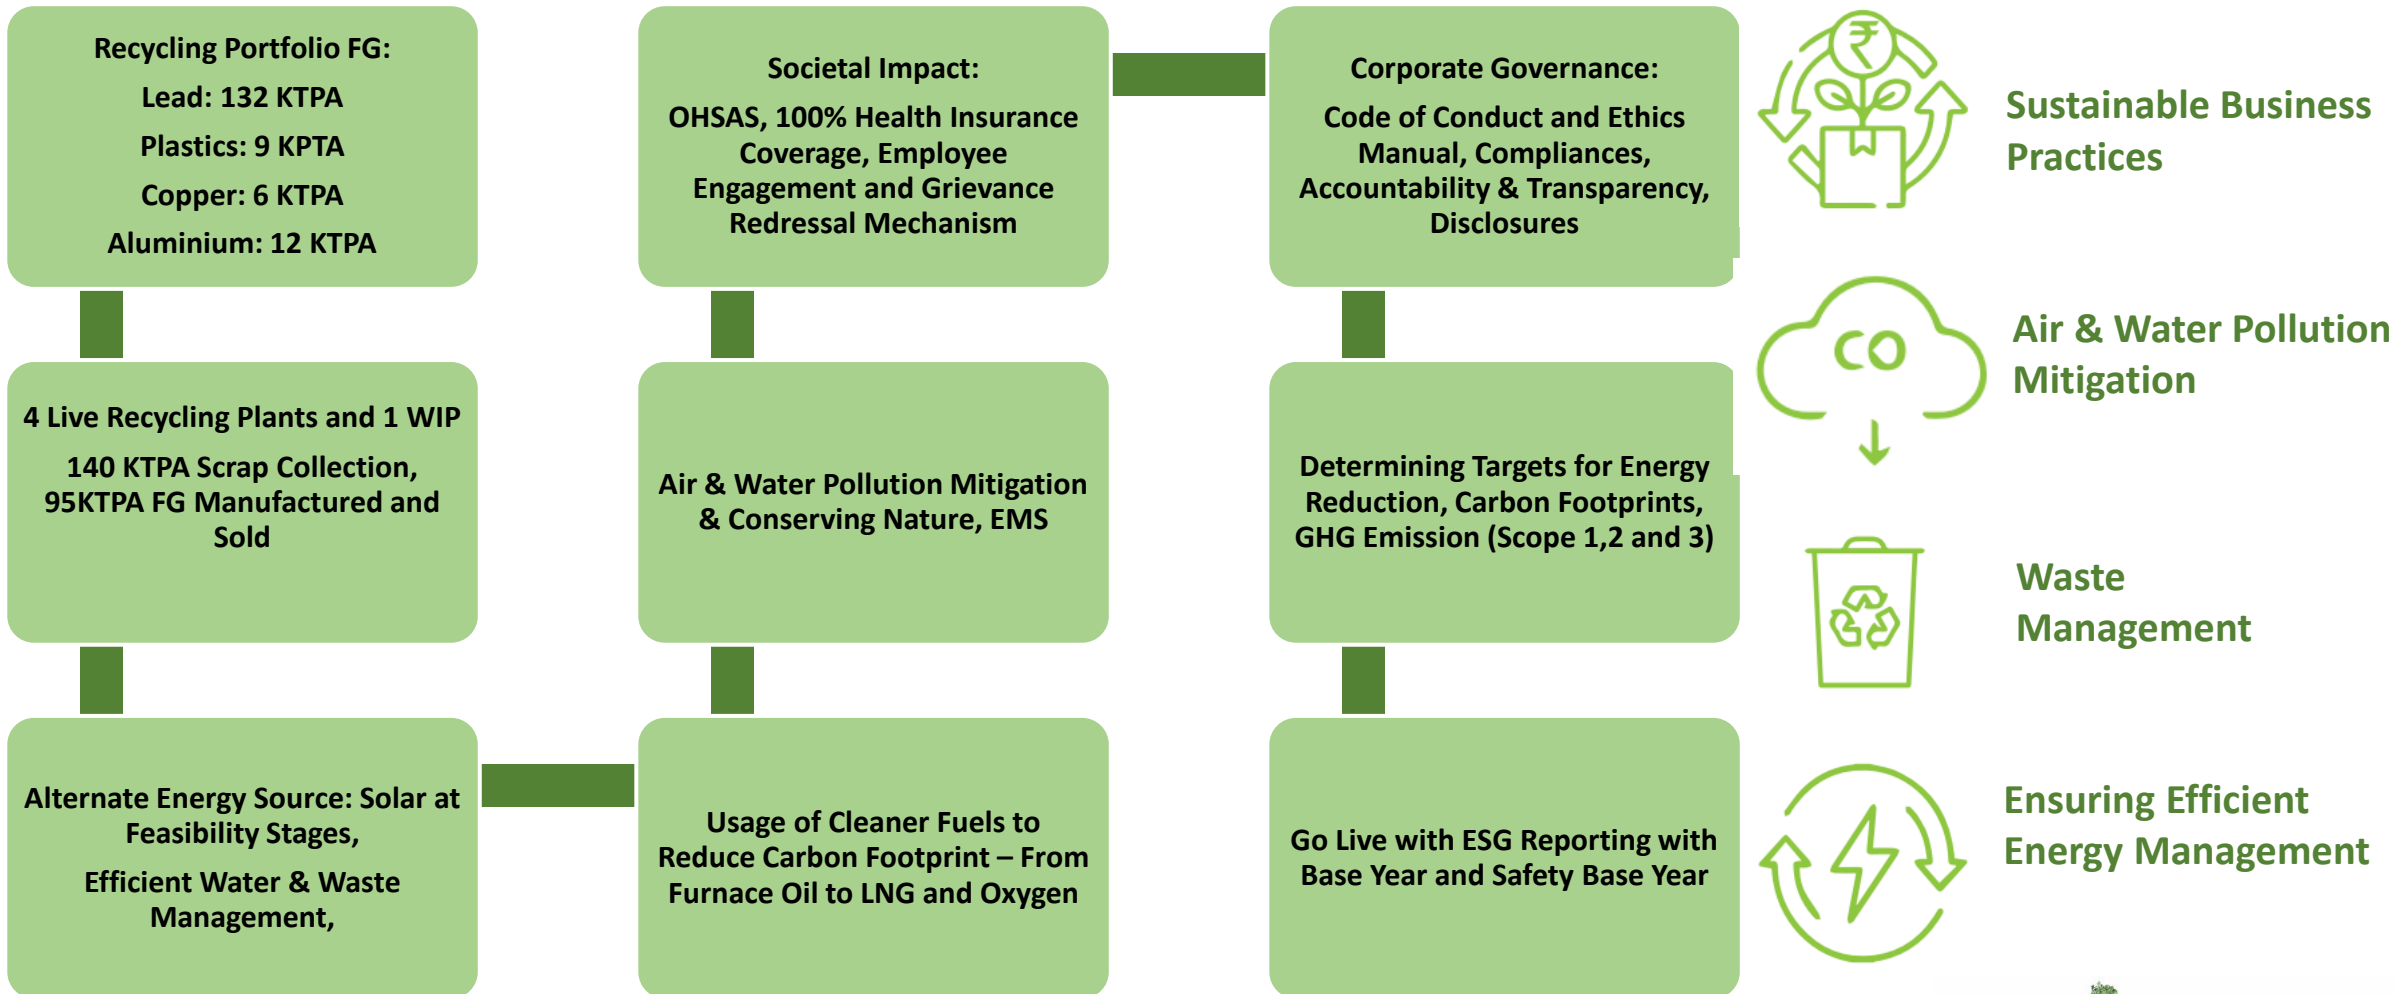 Recycling Portfolio FG:
Lead: 132 KTPA
Plastics: 9 KPTA
Copper: 6 KTPA
Aluminium: 12 KTPA
4 Live Recycling Plants and 1 WIP
140 KTPA Scrap Collection,
95KTPA FG Manufactured and
Sold
Alternate Energy Source: Solar at
Feasibility Stages,
Efficient Water & Waste
Management,
Usage of Cleaner Fuels to
Reduce Carbon Footprint – From
Furnace Oil to LNG and Oxygen
Air & Water Pollution Mitigation
& Conserving Nature, EMS
Societal Impact:
OHSAS, 100% Health Insurance
Coverage, Employee
Engagement and Grievance
Redressal Mechanism
Corporate Governance:
Code of Conduct and Ethics
Manual, Compliances,
Accountability & Transparency,
Disclosures
Determining Targets for Energy
Reduction, Carbon Footprints,
GHG Emission (Scope 1,2 and 3)
Go Live with ESG Reporting with
Base Year and Safety Base Year
₹
Sustainable Business
Practices
CO
Air & Water Pollution
Mitigation
Waste
Management
Ensuring Efficient
Energy Management